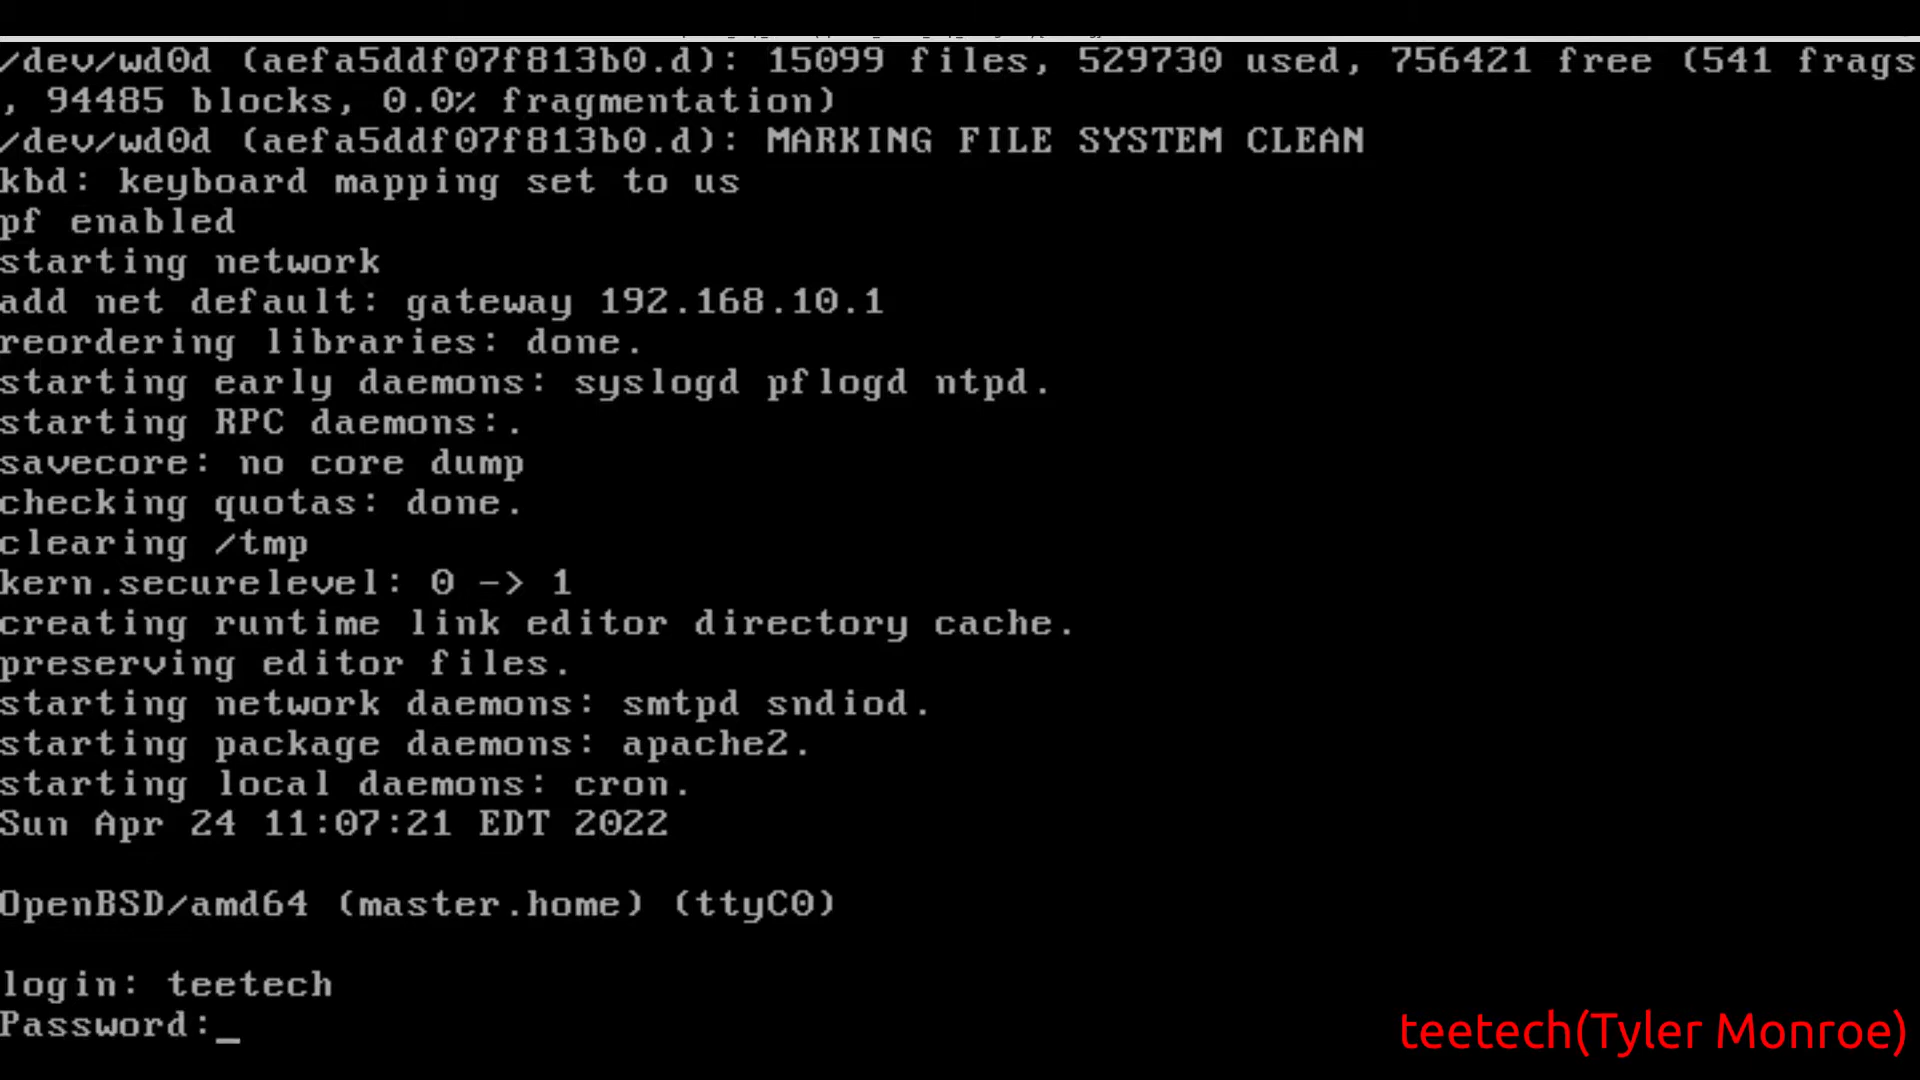 /dev/wd0d (aefa5ddf07f813b0.d): 15099 files, 529730 used, 756421 free (541 frags
, 94485 blocks, 0.0% fragmentation)
/dev/wd0d (aefa5ddf07f813b0.d): MARKING FILE SYSTEM CLEAN
kbd: keyboard mapping set to us
pf enabled
starting network
add net default: gateway 192.168.10.1
reordering libraries: done.
starting early daemons: syslogd pflogd ntpd.
starting RPC daemons:.
savecore: no core dump
checking quotas: done.
clearing /tmp
kern.securelevel: 0 -> 1
creating runtime link editor directory cache.
preserving editor files.
starting network daemons: smtpd sndiod.
starting package daemons: apache2.
starting local daemons: cron.
Sun Apr 24 11:07:21 EDT 2022
OpenBSD/amd64 (master.home) (ttyC0)
login: teetech
Password:_
teetech(Tyler Monroe)